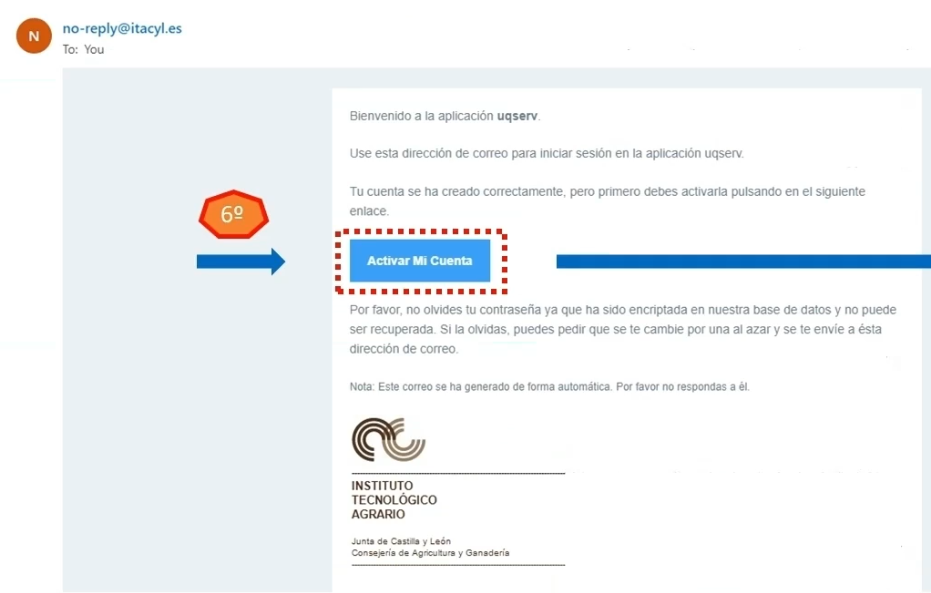 N
no-reply@itacyl.es
To: You
Bienvenido a la aplicación uqserv.
Use esta dirección de correo para iniciar sesión en la aplicación uqserv.
Tu cuenta se ha creado correctamente, pero primero debes activarla pulsando en el siguiente
enlace.
6º
Activar Mi Cuenta
Por favor, no olvides tu contraseña ya que ha sido encriptada en nuestra base de datos y no puede
ser recuperada. Si la olvidas, puedes pedir que se te cambie por una al azar y se te envíe a ésta
dirección de correo.
Nota: Este correo se ha generado de forma automática. Por favor no respondas a él.
INSTITUTO
TECNOLÓGICO
AGRARIO
Junta de Castilla y León
Consejería de Agricultura y Ganadería